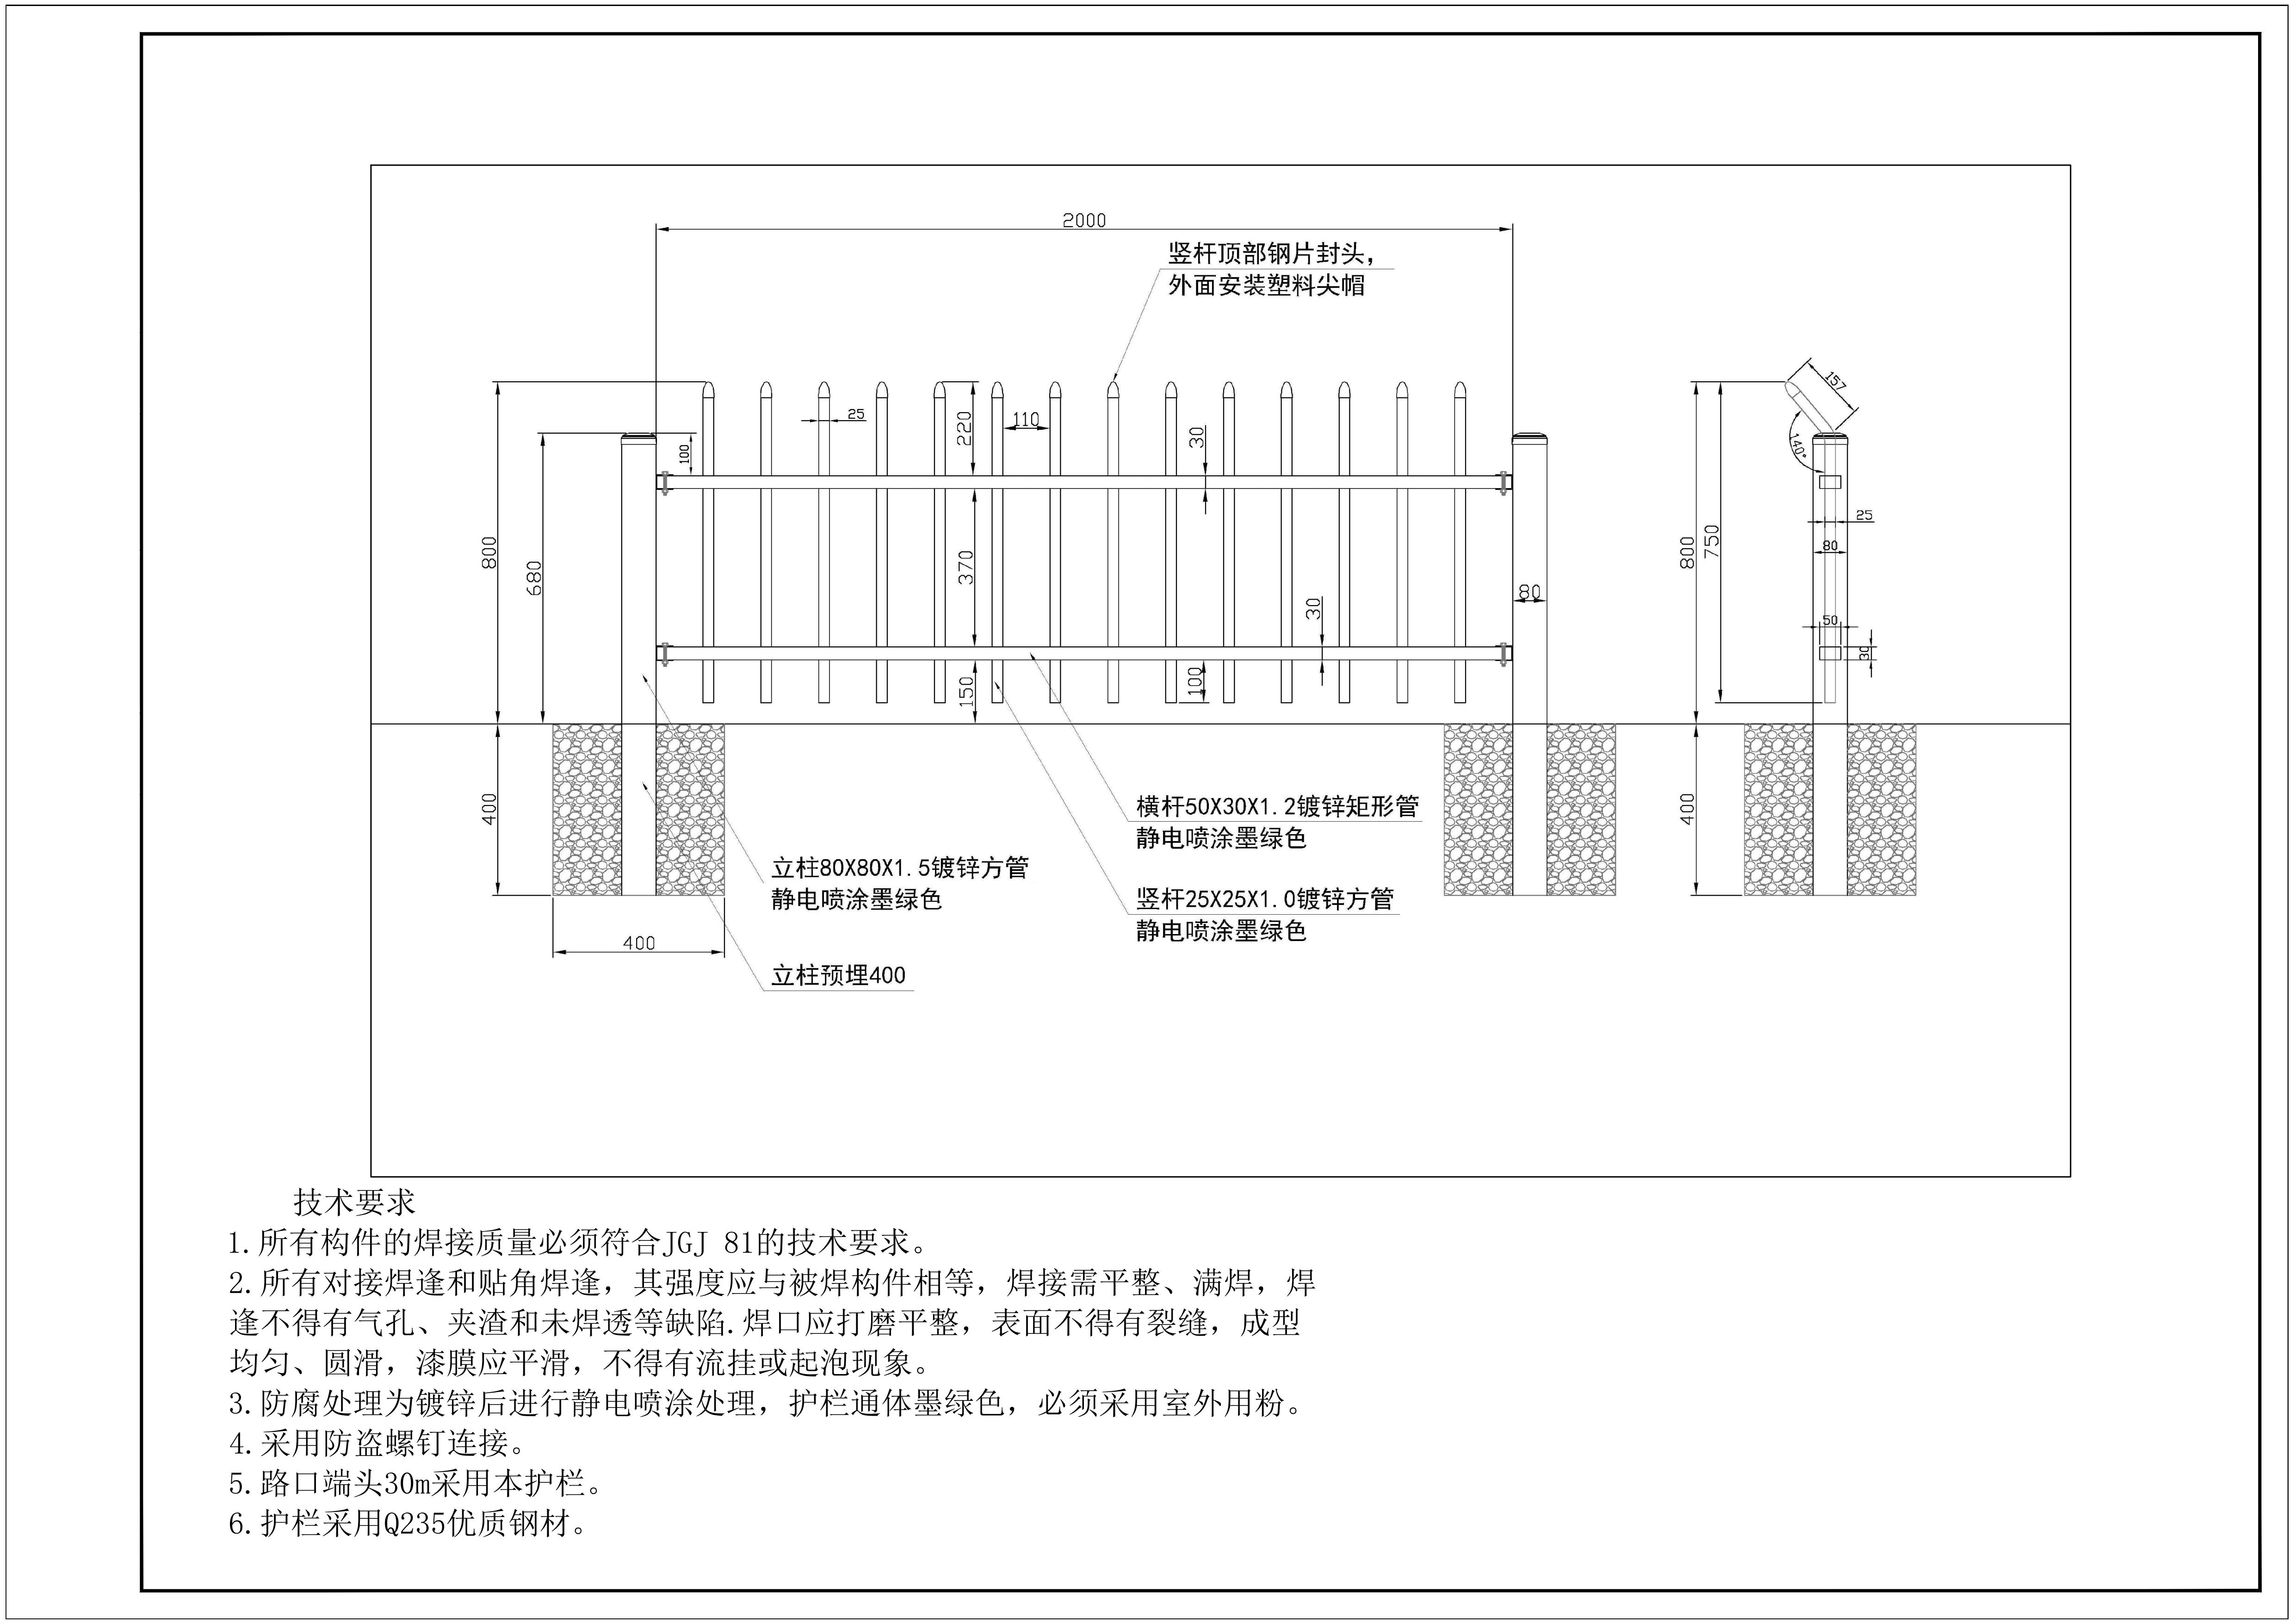 2000
竖杆顶部钢片封头,
外面安装塑料尖帽
157
25
220
110
30
100
140°
800
680
370
30
80
800
750
25
80
50
30
150
100
400
400
横杆50X30X1.2镀锌矩形管
静电喷涂墨绿色
立柱80X80X1.5镀锌方管
静电喷涂墨绿色
竖杆25X25X1.0镀锌方管
静电喷涂墨绿色
400
立柱预埋400
技术要求
1.所有构件的焊接质量必须符合JGJ 81的技术要求。
2.所有对接焊逢和贴角焊逢，其强度应与被焊构件相等，焊接需平整、满焊，焊
逢不得有气孔、夹渣和未焊透等缺陷.焊口应打磨平整，表面不得有裂缝，成型
均匀、圆滑，漆膜应平滑，不得有流挂或起泡现象。
3.防腐处理为镀锌后进行静电喷涂处理，护栏通体墨绿色，必须采用室外用粉。
4.采用防盗螺钉连接。
5.路口端头30m采用本护栏。
6.护栏采用Q235优质钢材。